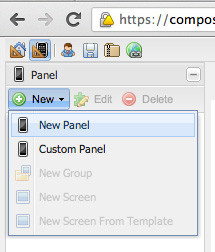 https://compos
Panel
New Edit Delete
New Panel
Custom Panel
New Group
New Screen
New Screen From Template